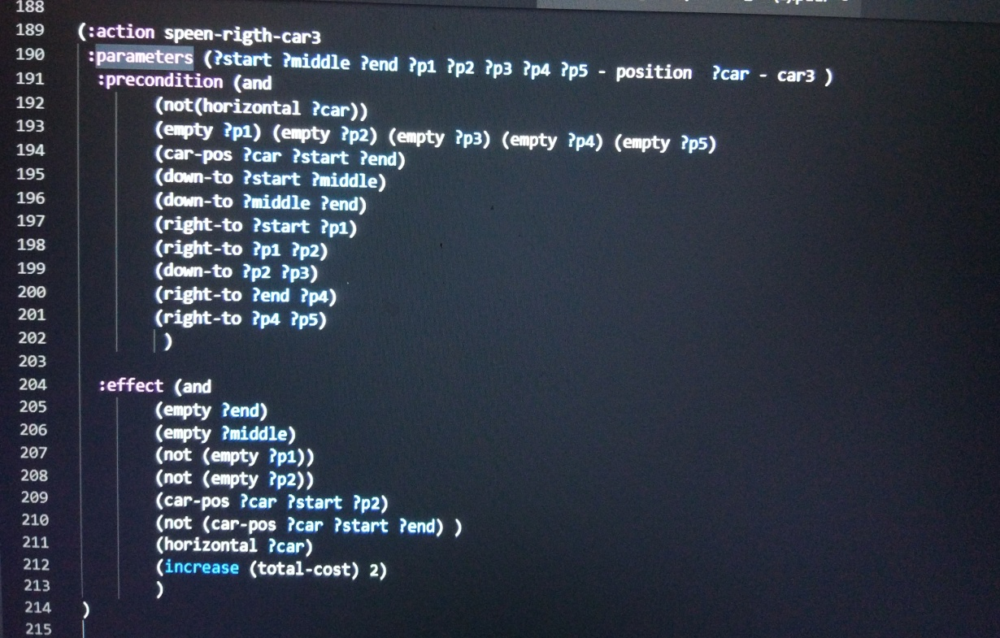 188
189 (:action speen-rigth-car3
190 :parameters (?start ?middle ?end ?p1 ?p2 ?p3 ?p4 ?p5 - position ?car - car3 )
191 :precondition (and
192 (not(horizontal ?car))
193 (empty ?p1) (empty ?p2) (empty ?p3) (empty ?p4) (empty ?p5)
194 (car-pos ?car ?start ?end)
195 (down-to ?start ?middle)
196 (down-to ?middle ?end)
197 (right-to ?start ?p1)
198 (right-to ?p1 ?p2)
199 (down-to ?p2 ?p3)
200 (right-to ?end ?p4)
201 (right-to ?p4 ?p5)
202 )
203
204 :effect (and
205 (empty ?end)
206 (empty ?middle)
207 (not (empty ?p1))
208 (not (empty ?p2))
209 (car-pos ?car ?start ?p2)
210 (not (car-pos ?car ?start ?end) )
211 (horizontal ?car)
212 (increase (total-cost) 2)
213 )
214 )
215